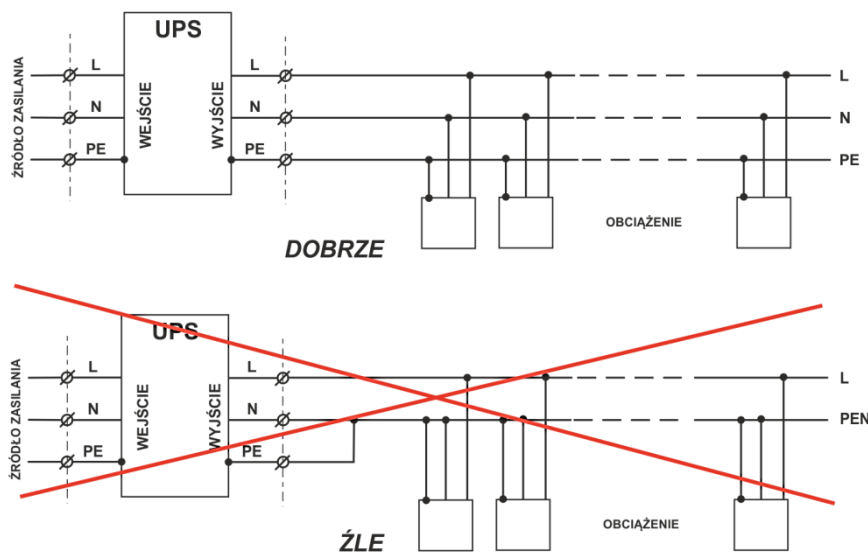 UPS
ŹRÓDŁO ZASILANIA
L
N
PE
WEJŚCIE
WYJŚCIE
L
N
PE
L
N
PE
OBCIĄŻENIE
DOBRZE
UPS
ŹRÓDŁO ZASILANIA
L
N
PE
WEJŚCIE
WYJŚCIE
L
N
PE
L
PEN
OBCIĄŻENIE
ŹLE